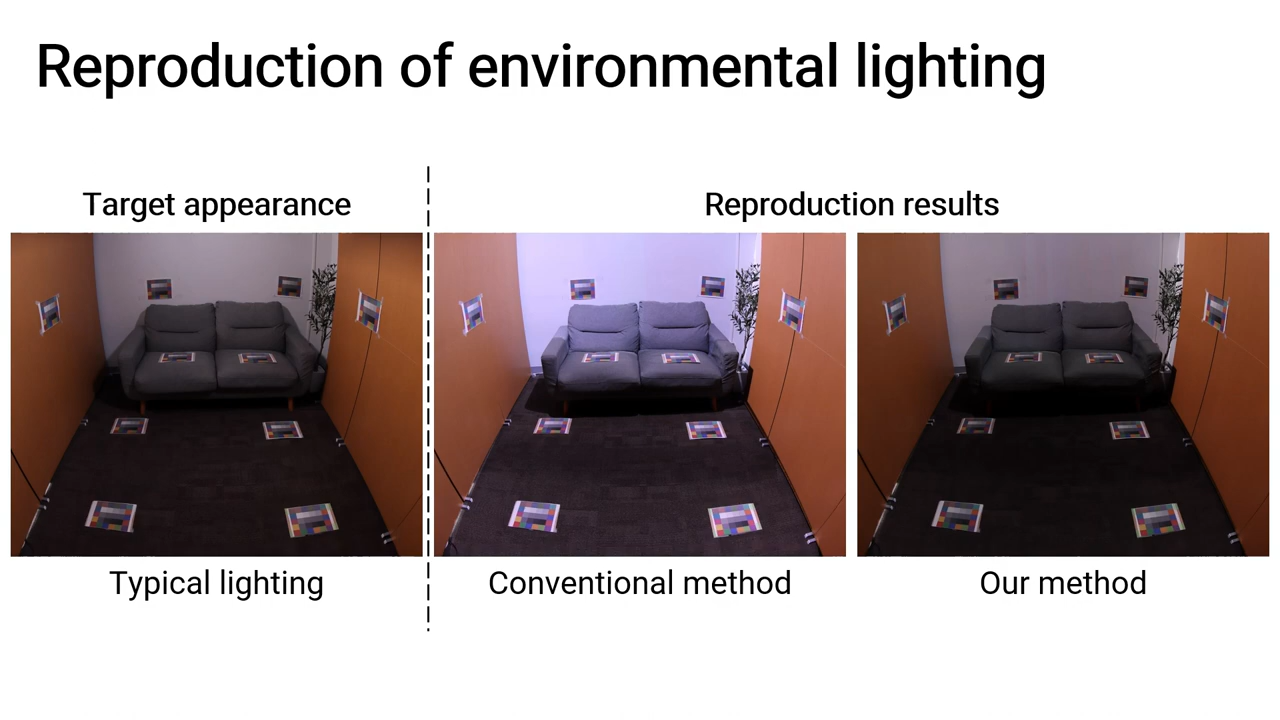 Reproduction of environmental lighting
Target appearance
Reproduction results
Typical lighting
Conventional method
Our method